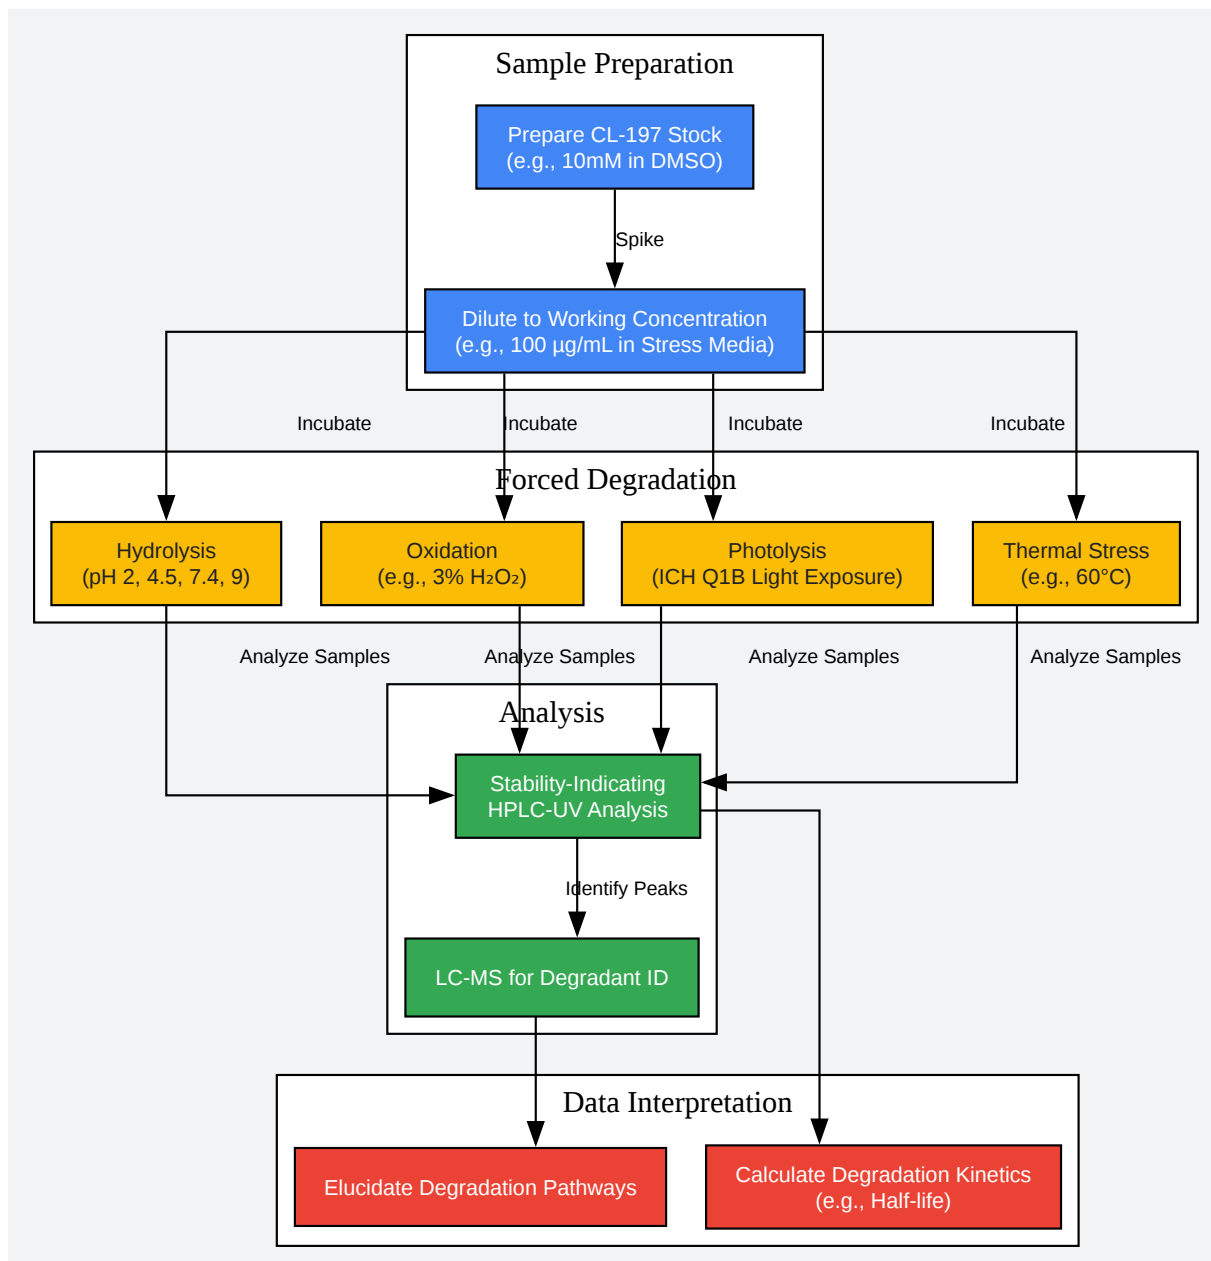 Sample Preparation
Prepare CL-197 Stock
(e.g., 10mM in DMSO)
Spike
Dilute to Working Concentration
(e.g., 100 µg/mL in Stress Media)
Incubate
Incubate
Incubate
Incubate
Forced Degradation
Hydrolysis
(pH 2, 4.5, 7.4, 9)
Oxidation
(e.g., 3% H₂O₂)
Photolysis
(ICH Q1B Light Exposure)
Thermal Stress
(e.g., 60°C)
Analyze Samples
Analyze Samples
Analyze Samples
Analyze Samples
Analysis
Stability-Indicating
HPLC-UV Analysis
Identify Peaks
LC-MS for Degradant ID
Data Interpretation
Elucidate Degradation Pathways
Calculate Degradation Kinetics
(e.g., Half-life)